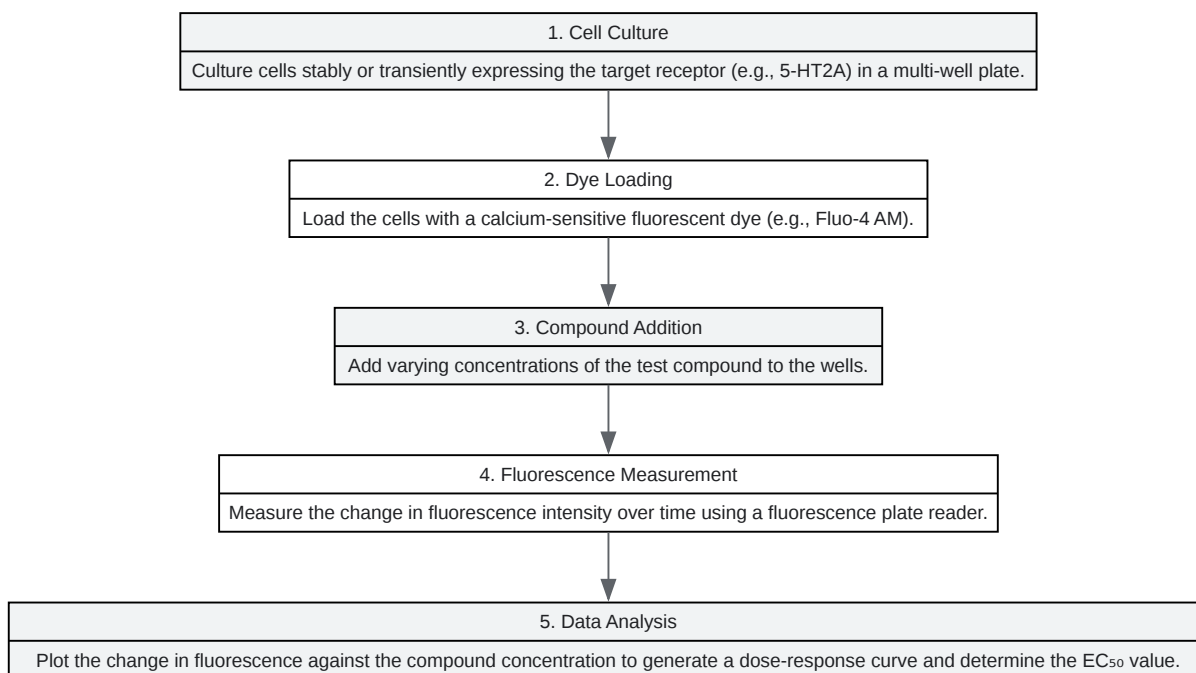 1. Cell Culture
Culture cells stably or transiently expressing the target receptor (e.g., 5-HT2A) in a multi-well plate.
2. Dye Loading
Load the cells with a calcium-sensitive fluorescent dye (e.g., Fluo-4 AM).
3. Compound Addition
Add varying concentrations of the test compound to the wells.
4. Fluorescence Measurement
Measure the change in fluorescence intensity over time using a fluorescence plate reader.
5. Data Analysis
Plot the change in fluorescence against the compound concentration to generate a dose-response curve and determine the EC₅₀ value.